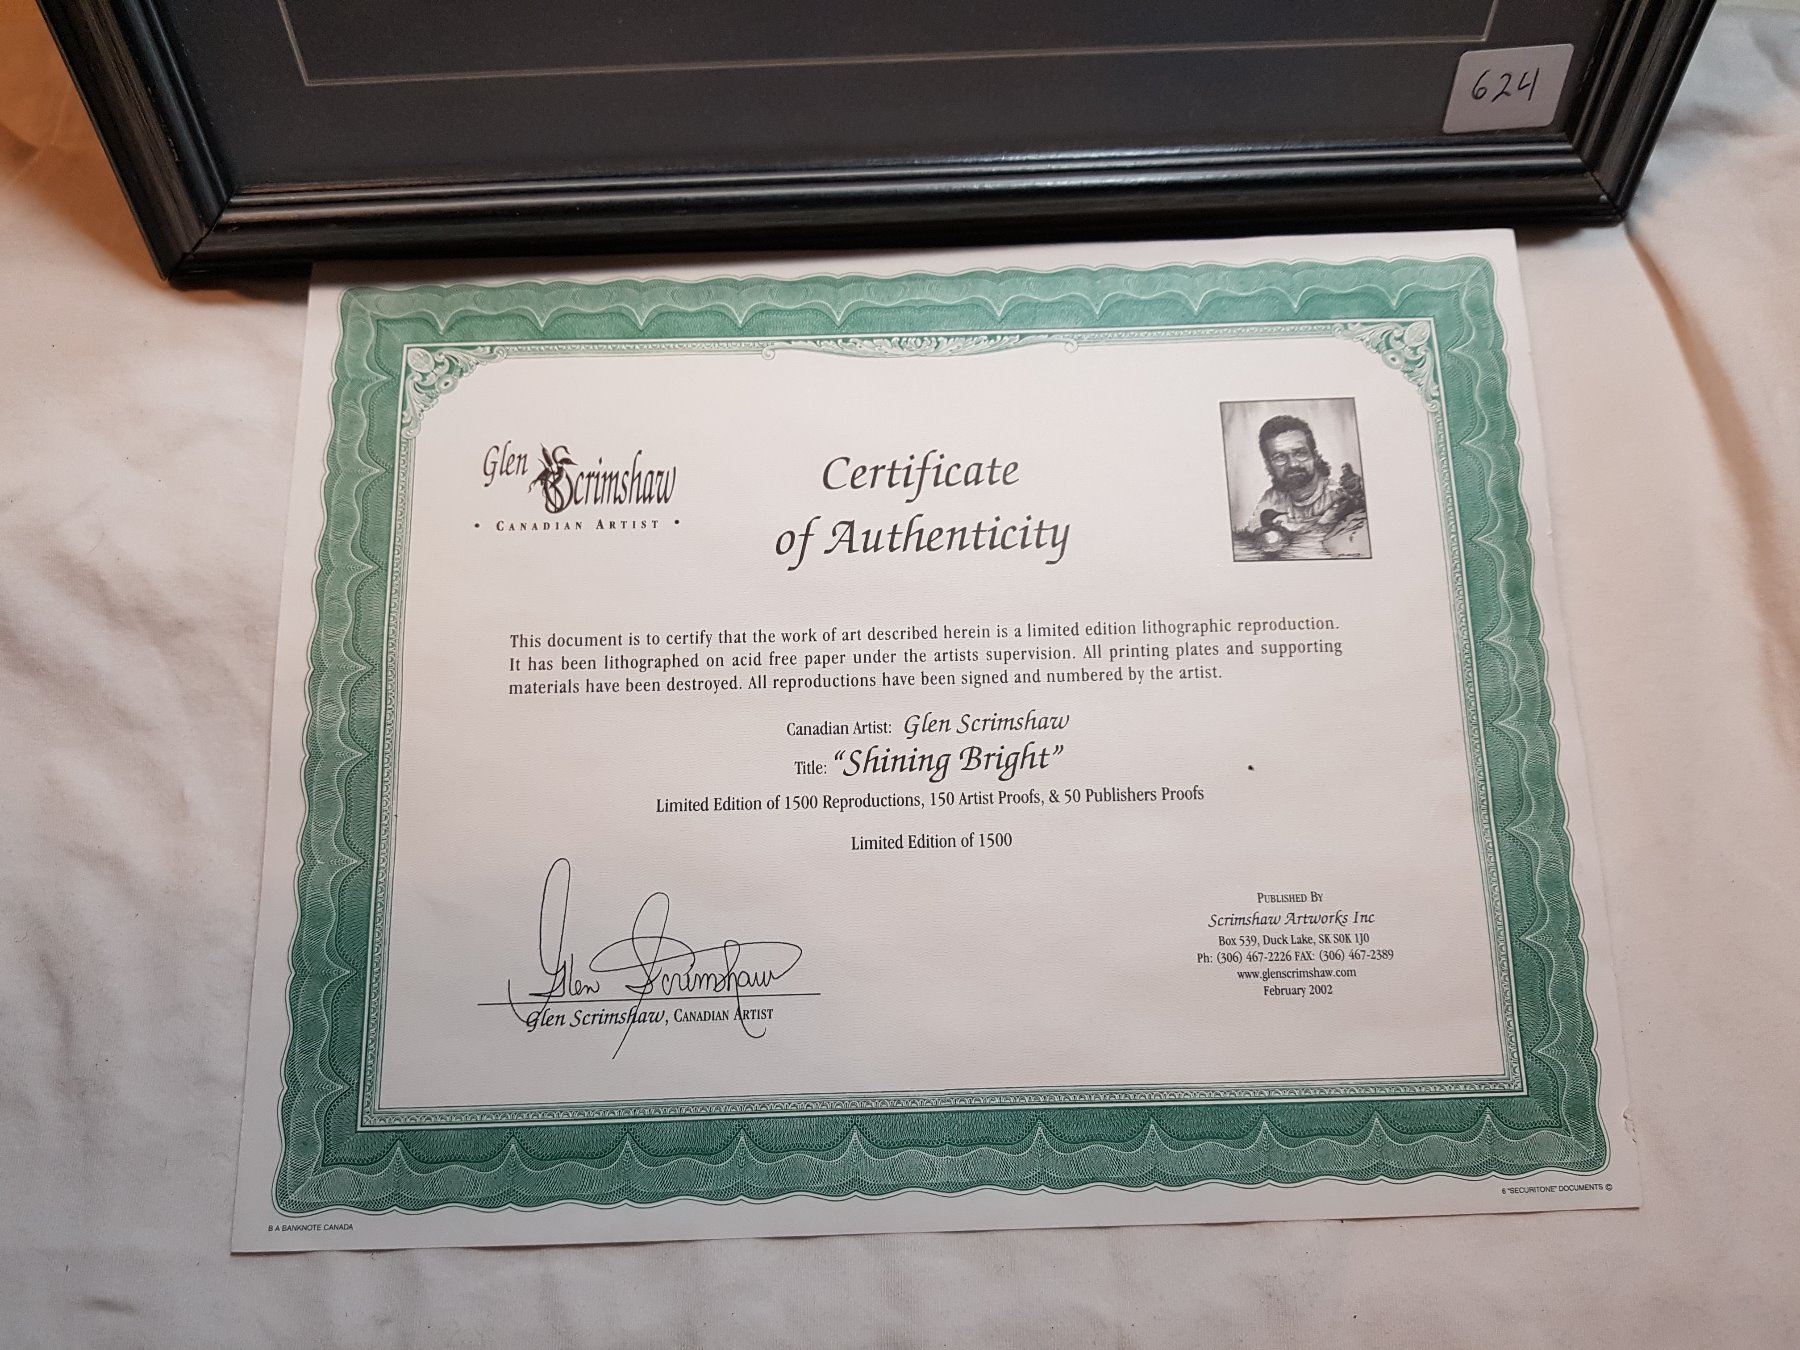 624
Glen Scrimshaw
• CANADIAN ARTIST •
Certificate
of Authenticity
This document is to certify that the work of art described herein is a limited edition lithographic reproduction.
It has been lithographed on acid free paper under the artists supervision. All printing plates and supporting
materials have been destroyed. All reproductions have been signed and numbered by the artist.
Canadian Artist: Glen Scrimshaw
Title: “Shining Bright”
Limited Edition of 1500 Reproductions, 150 Artist Proofs, & 50 Publishers Proofs
Limited Edition of 1500
Glen Scrimshaw
Glen Scrimshaw, CANADIAN ARTIST
PUBLISHED BY
Scrimshaw Artworks Inc
Box 539, Duck Lake, SK S0K 1J0
Ph: (306) 467-2226 FAX: (306) 467-2389
www.glenscrimshaw.com
February 2002
B A BANKNOTE CANADA
6 "SECURITONE" DOCUMENTS ©